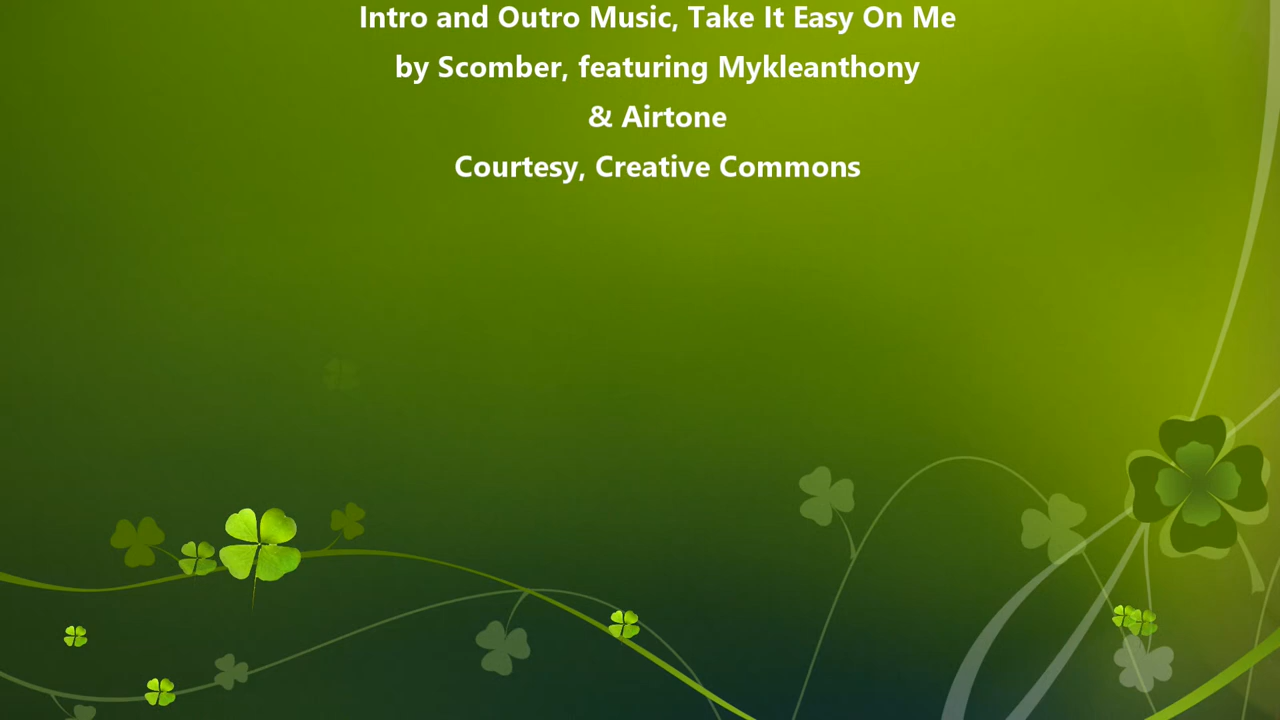 Intro and Outro Music, Take It Easy On Me
by Scomber, featuring Mykleanthony
& Airtone
Courtesy, Creative Commons